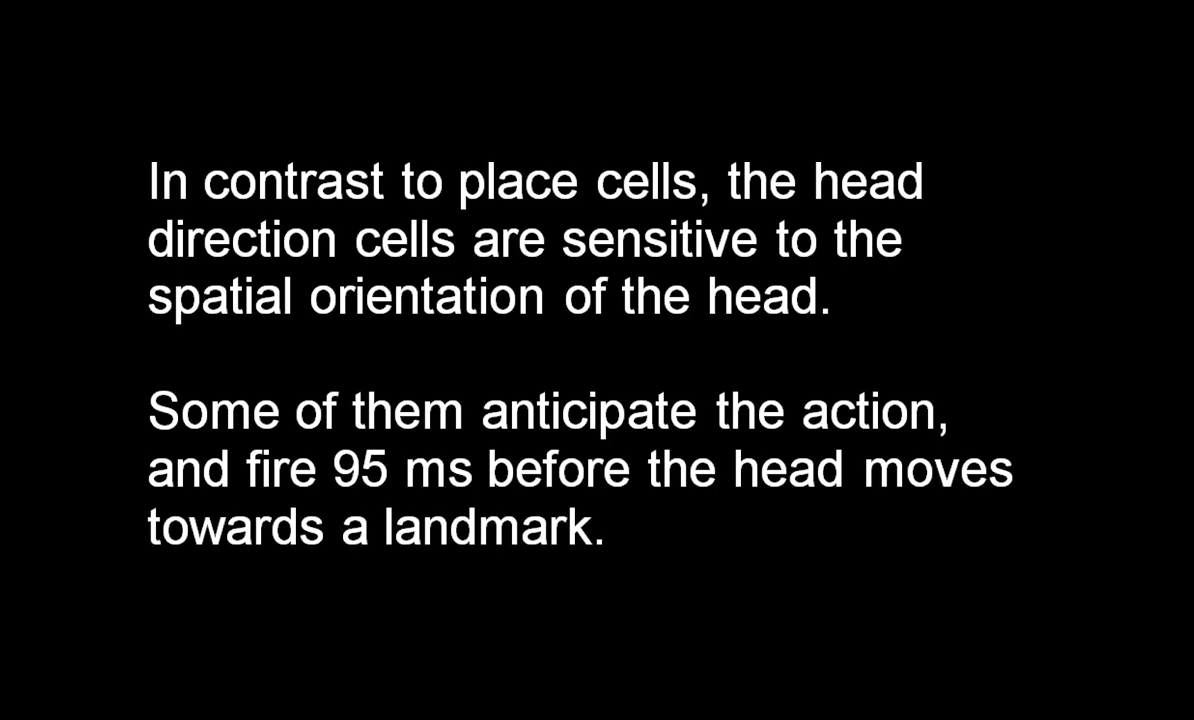 In contrast to place cells, the head
direction cells are sensitive to the
spatial orientation of the head.
Some of them anticipate the action,
and fire 95 ms before the head moves
towards a landmark.